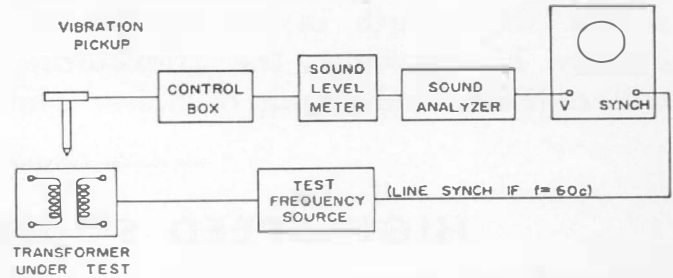 VIBRATION
PICKUP
CONTROL
BOX
SOUND
LEVEL
METER
SOUND
ANALYZER
V SYNCH
TEST
FREQUENCY
SOURCE
(LINE SYNCH IF f=60c)
TRANSFORMER
UNDER TEST